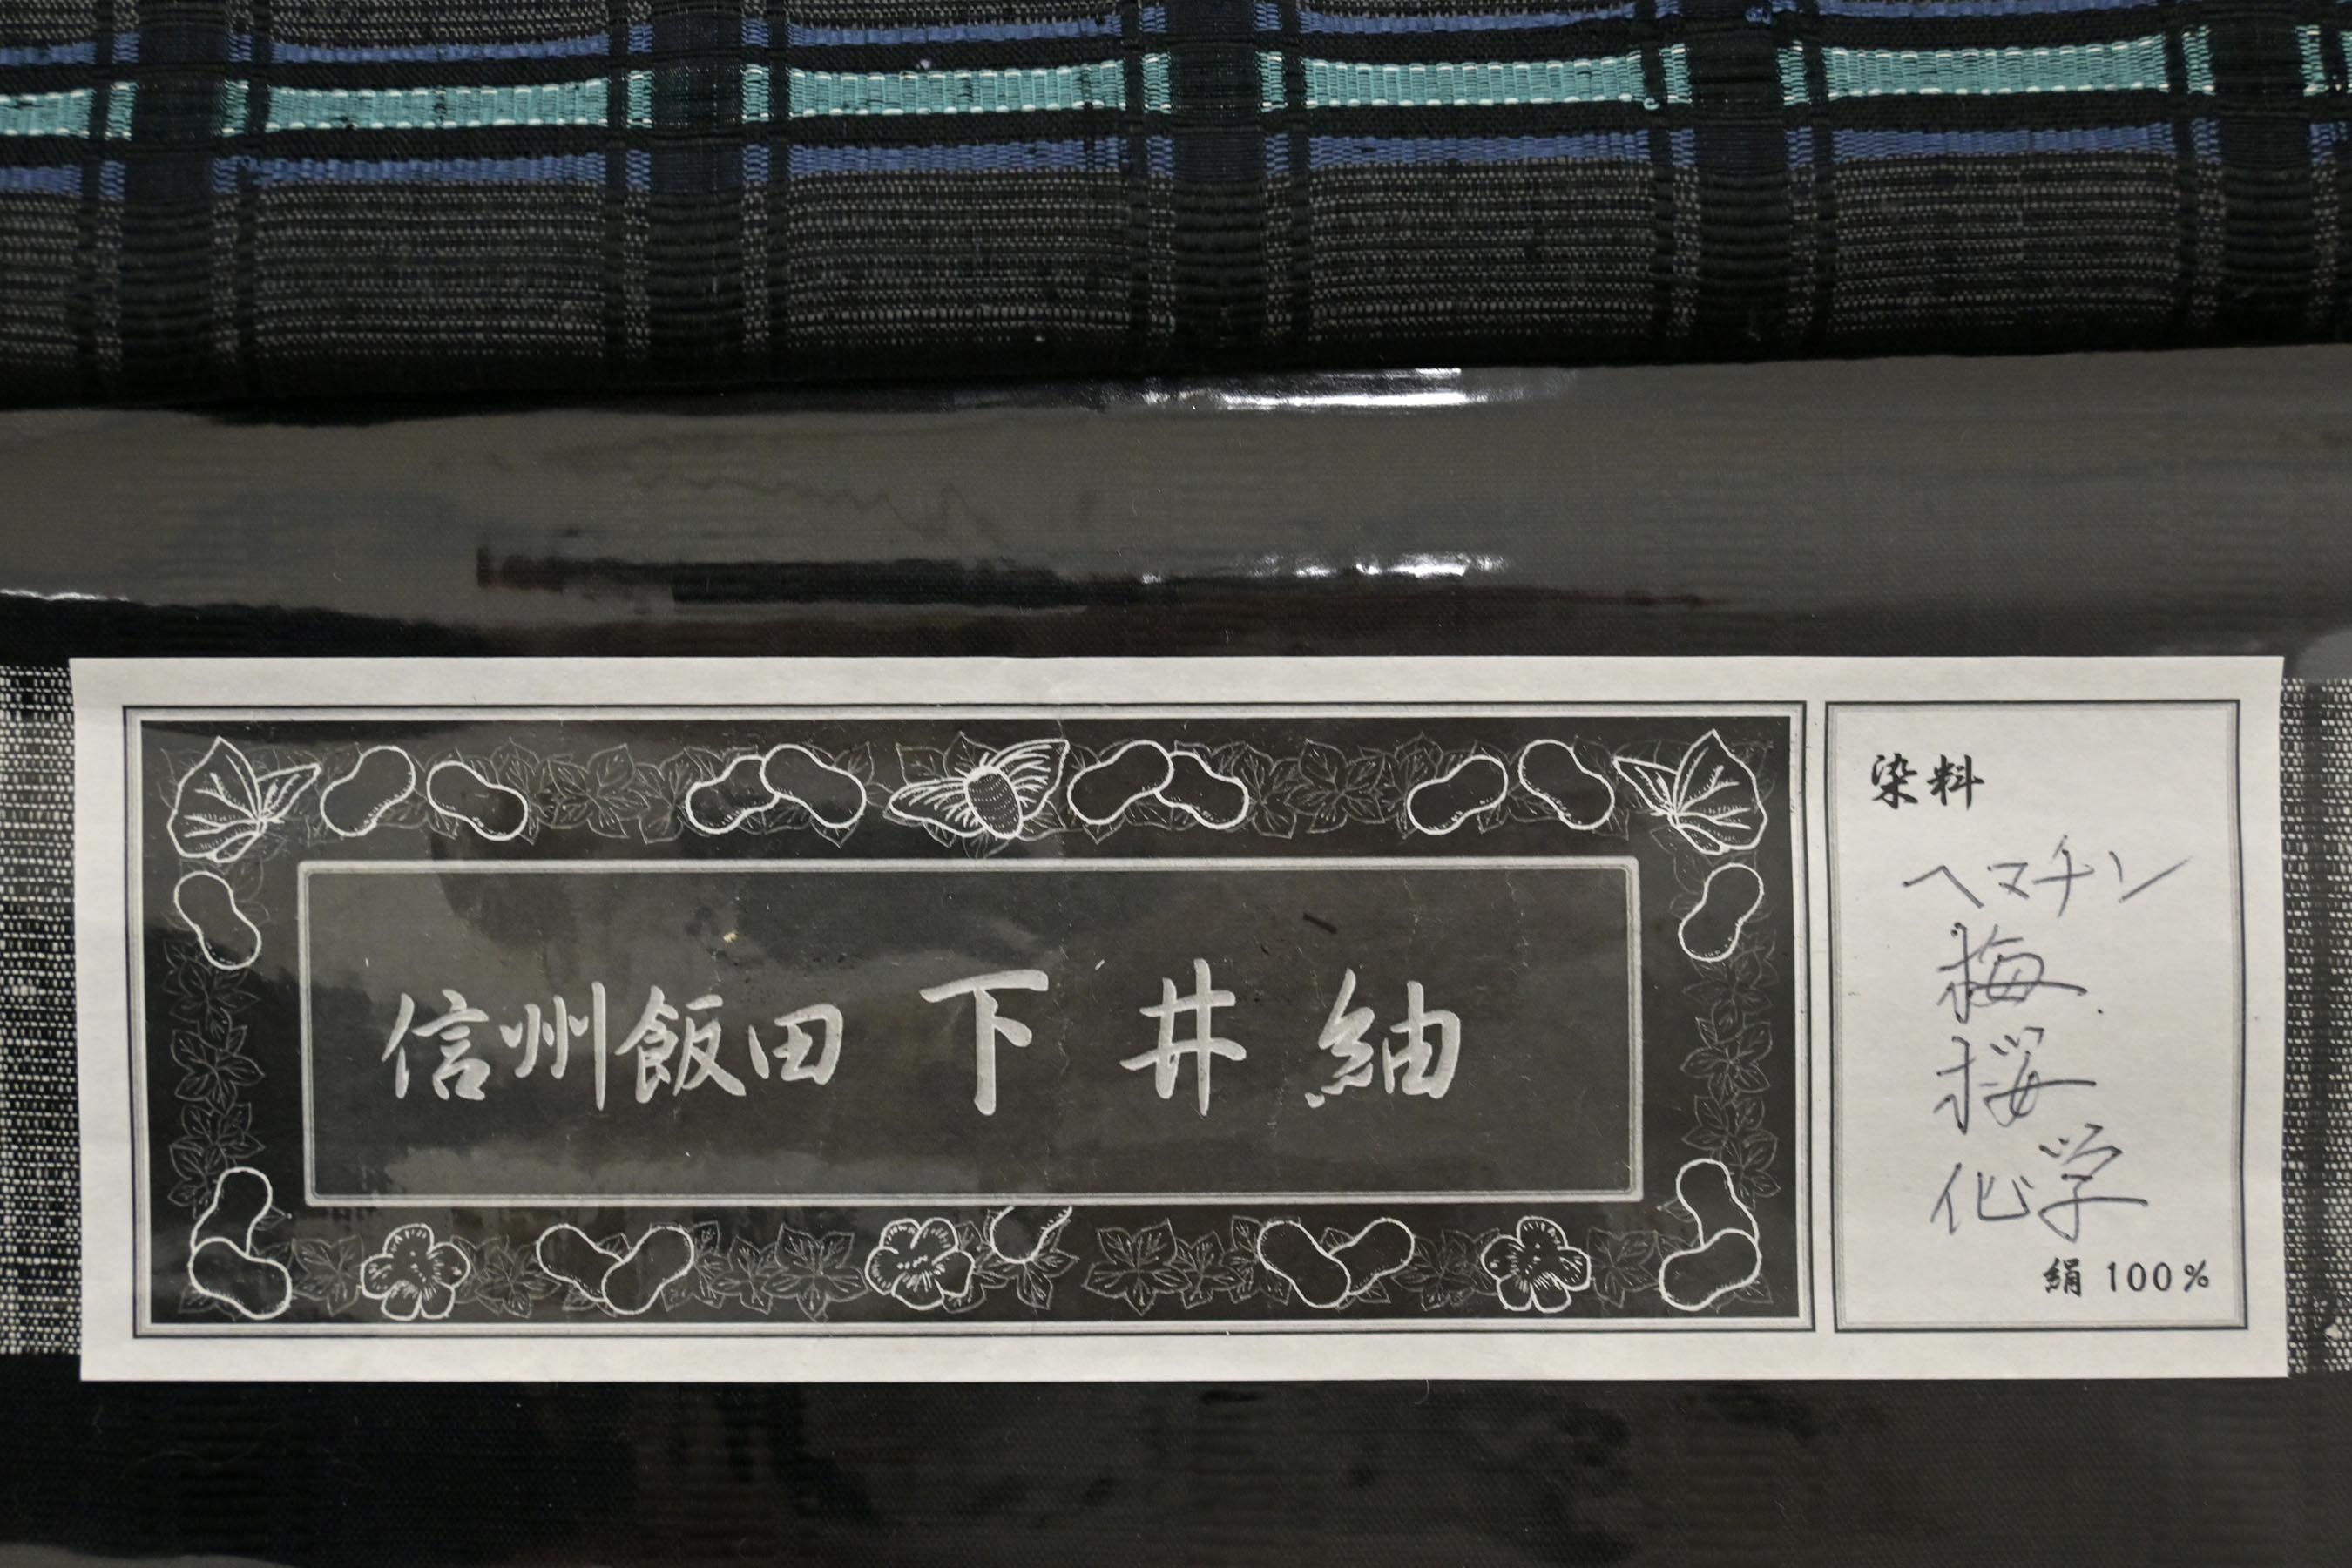 信州飯田 下井紬
染料
ヘマチン
梅
桜
化学
絹 100%